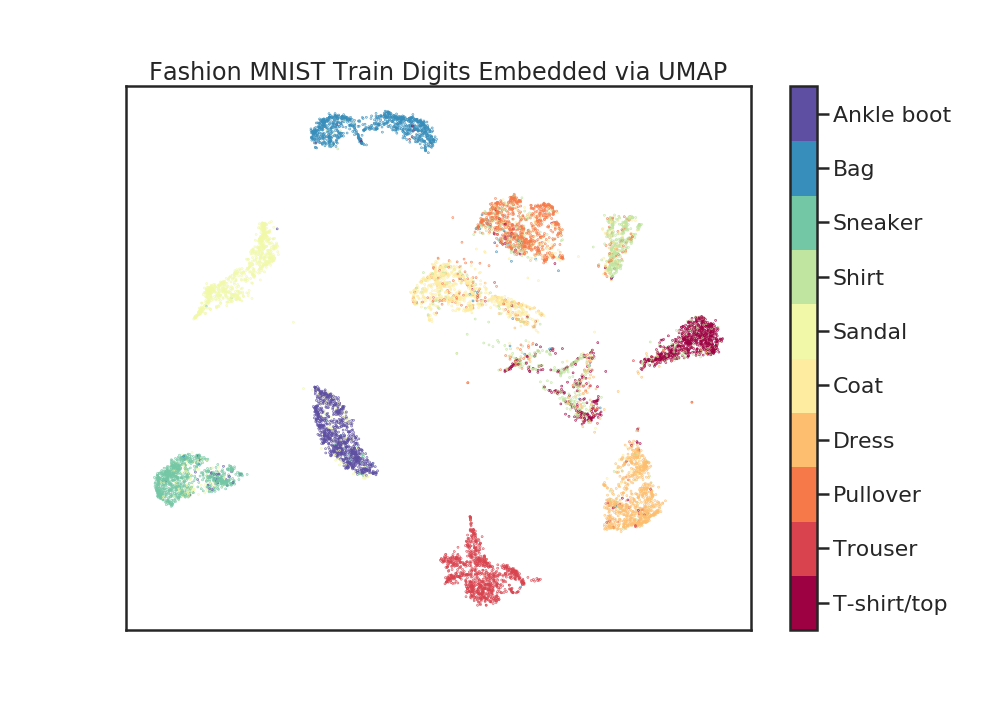 Fashion MNIST Train Digits Embedded via UMAP
Ankle boot
Bag
Sneaker
Shirt
Sandal
Coat
Dress
Pullover
Trouser
T-shirt/top